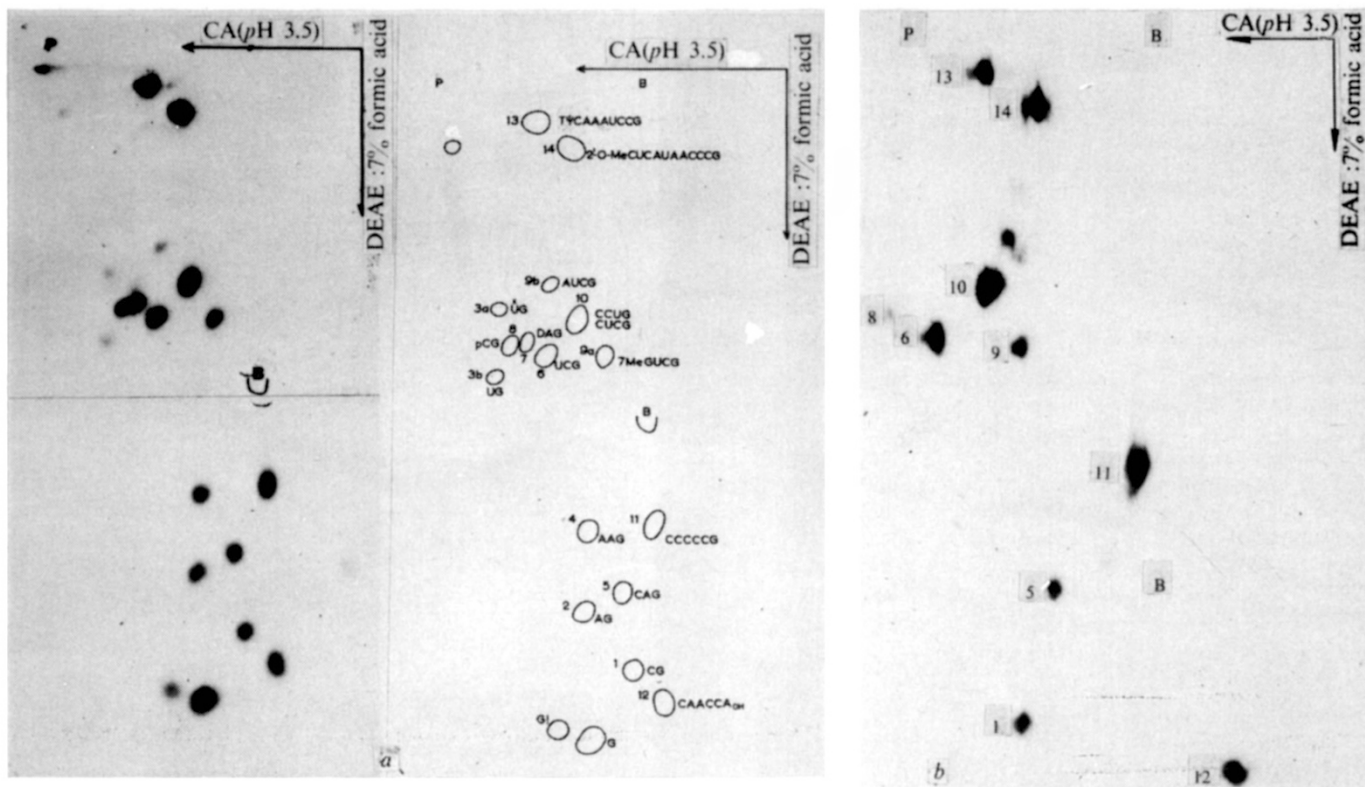 P
CA(pH 3.5)
DEAE :7% formic acid
B
CA(pH 3.5)
DEAE :7% formic acid
P
B
13 TΨCAAAUCCG
14 2'-O-MeCUCAUAACCCG
9b AUCG
3a
10
CCUG
CUCG
8
DAG
pCG
7
6 UCG
9a 7MeGUCG
3b
UG
B
4 AAG
11 CCCCCG
5 CAG
2 AG
1 CG
12 CAACCAOH
G
a
P
B
CA(pH 3.5)
DEAE :7% formic acid
13
14
10
8
6
9
11
5
B
1
b
12